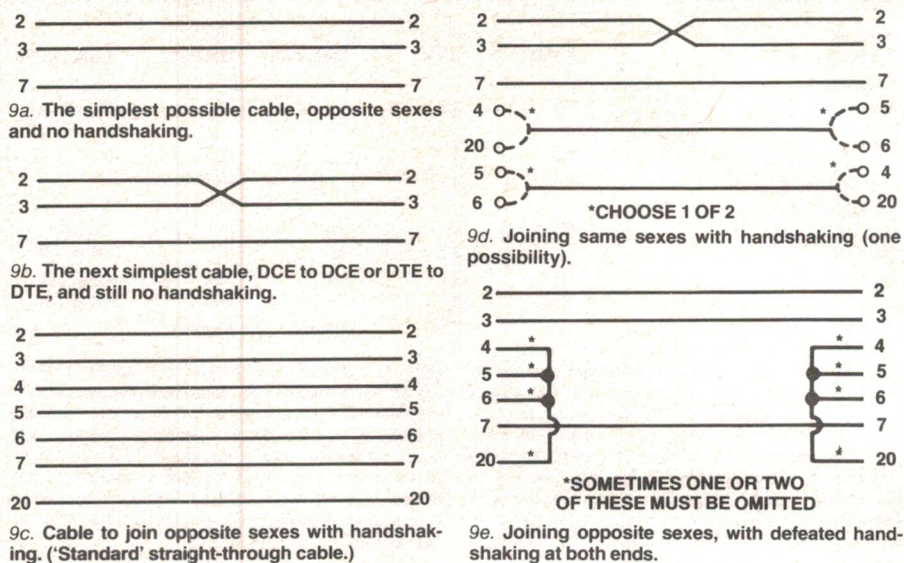 2 2
3 3
7 7
9a. The simplest possible cable, opposite sexes
and no handshaking.
2 2
3 3
7 7
9b. The next simplest cable, DCE to DCE or DTE to
DTE, and still no handshaking.
2 2
3 3
4 4
5 5
6 6
7 7
20 20
9c. Cable to join opposite sexes with handshak-
ing. ('Standard' straight-through cable.)
2 2
3 3
7 7
4 * * 5
20 6
5 * * 4
6 20
*CHOOSE 1 OF 2
9d. Joining same sexes with handshaking (one
possibility).
2 2
3 3
4 * * 4
5 * * 5
6 * * 6
7 7
20 * * 20
*SOMETIMES ONE OR TWO
OF THESE MUST BE OMITTED
9e. Joining opposite sexes, with defeated hand-
shaking at both ends.